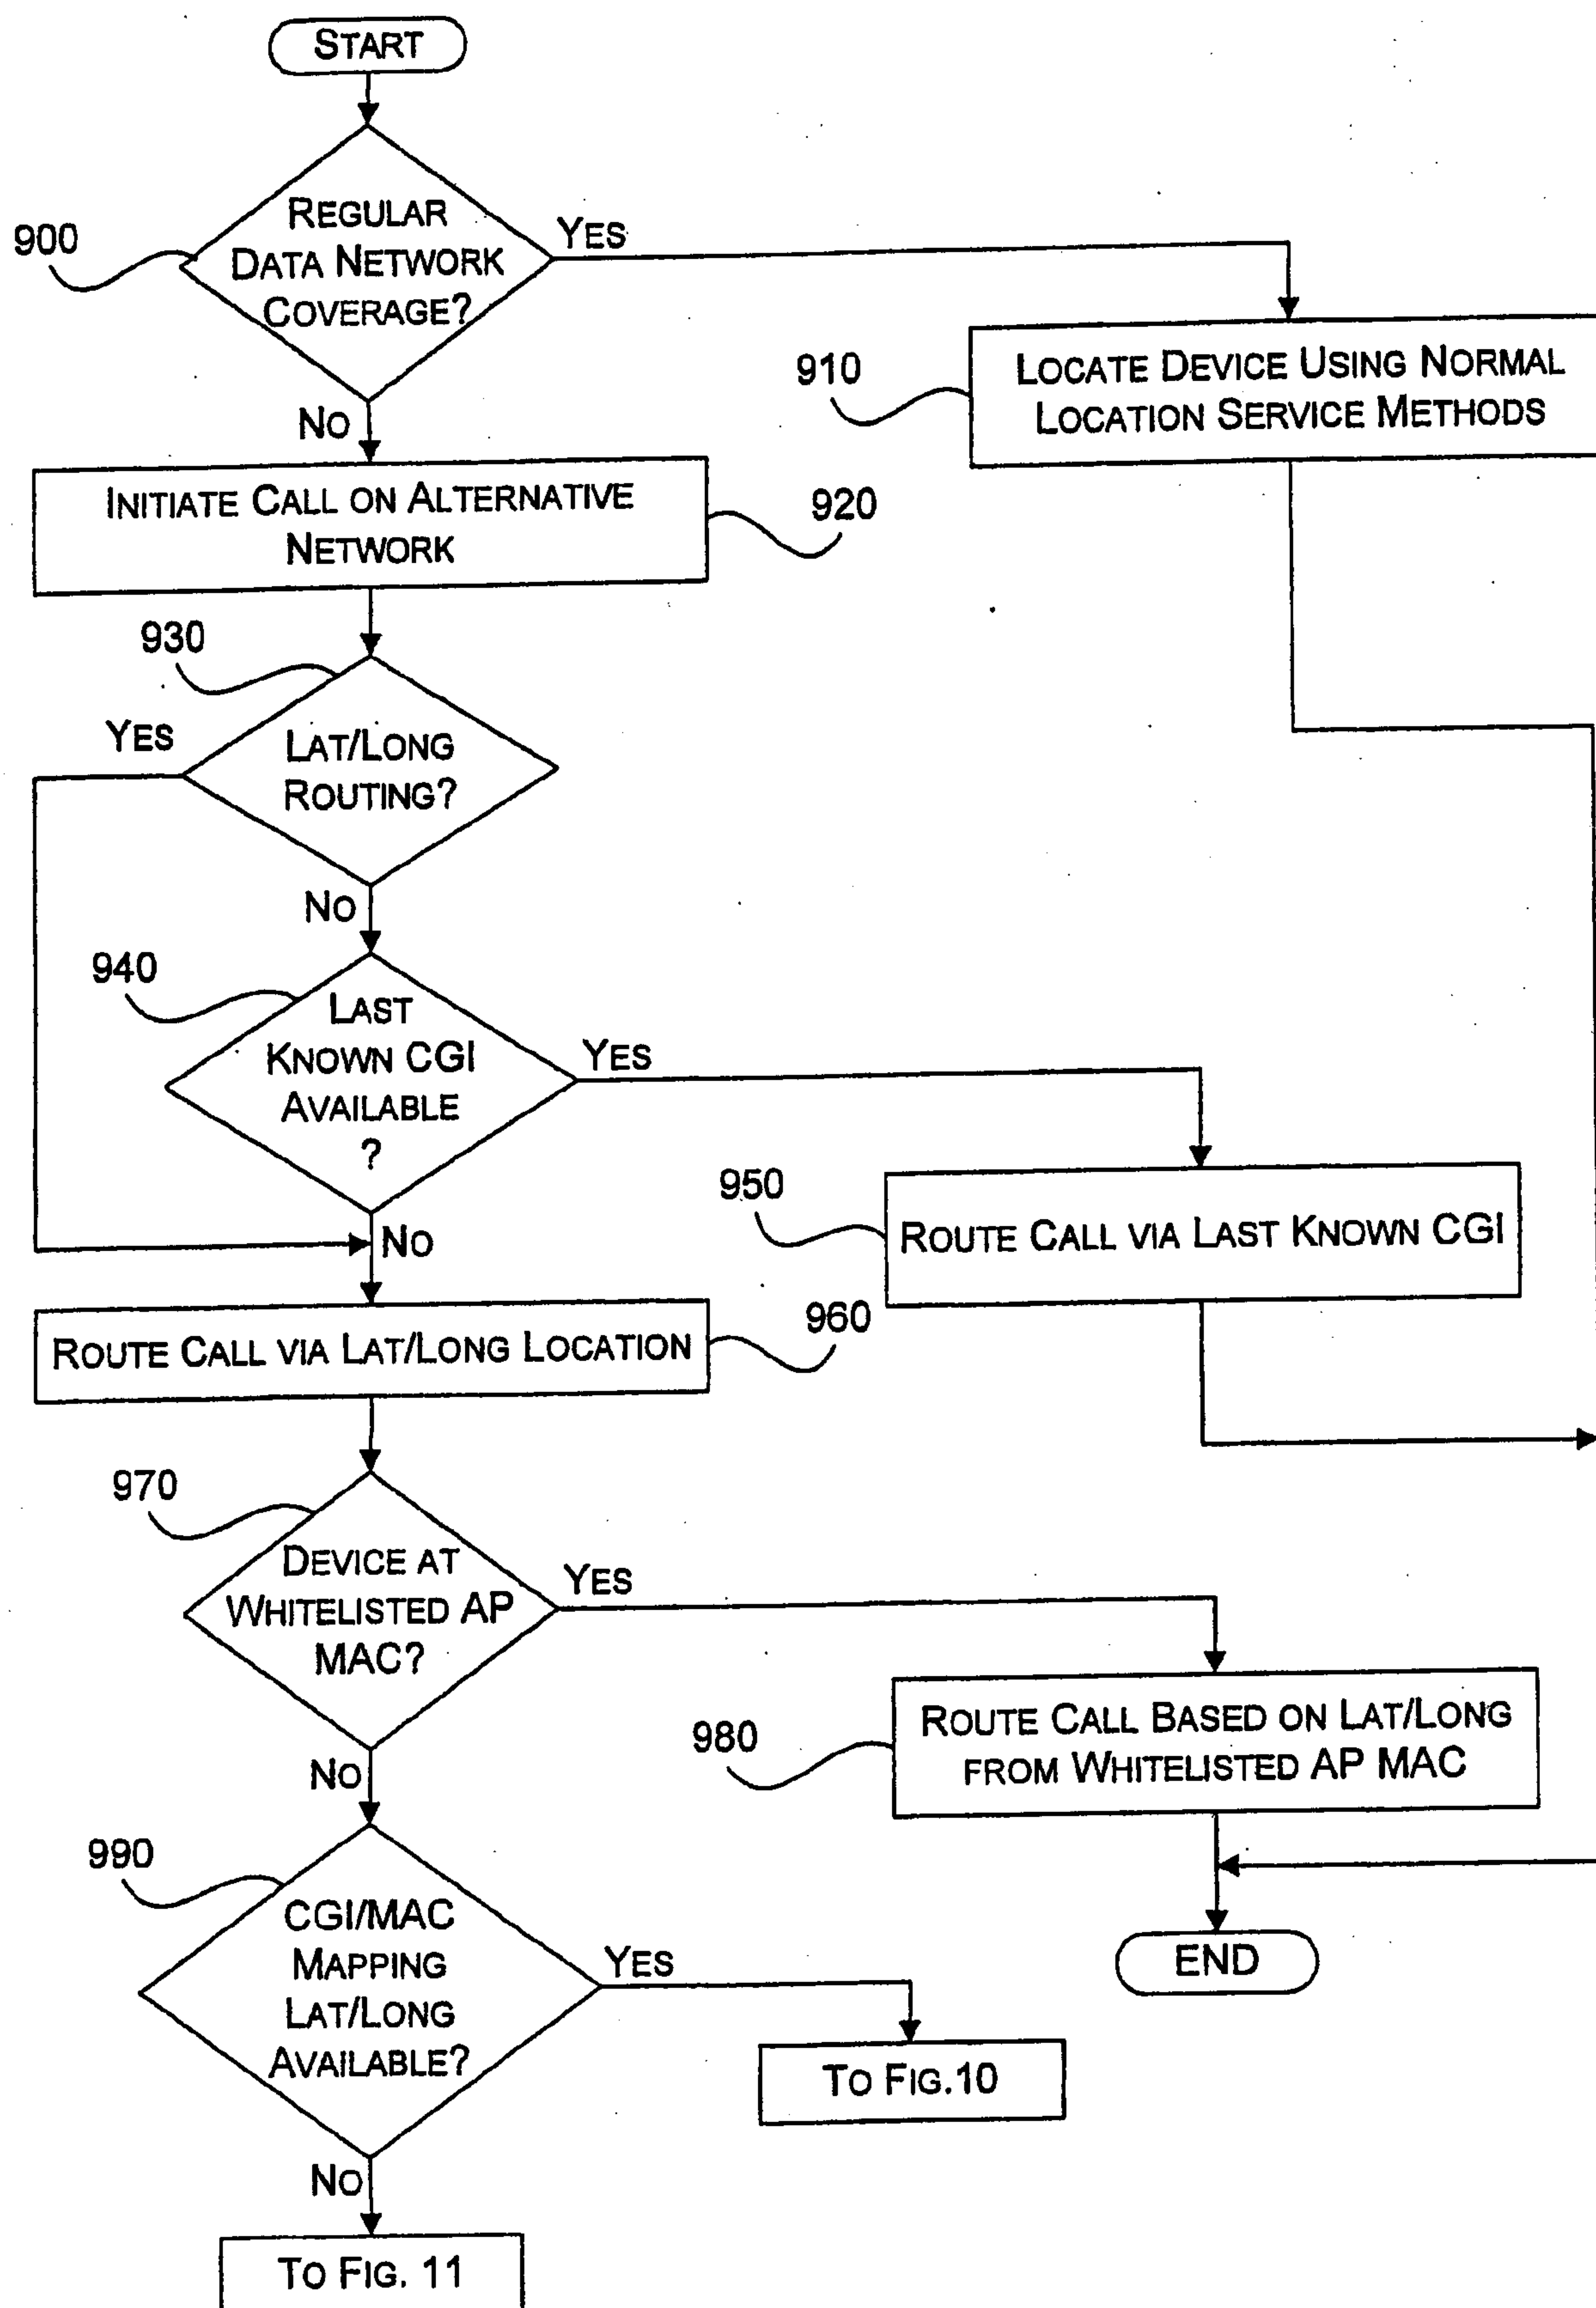 START
REGULAR
DATA NETWORK
COVERAGE?
900
YES
NO
910
LOCATE DEVICE USING NORMAL
LOCATION SERVICE METHODS
INITIATE CALL ON ALTERNATIVE
NETWORK
920
930
YES
LAT/LONG
ROUTING?
NO
940
LAST
KNOWN CGI
AVAILABLE
?
YES
NO
950
ROUTE CALL VIA LAST KNOWN CGI
ROUTE CALL VIA LAT/LONG LOCATION
960
970
DEVICE AT
WHITELISTED AP
MAC?
YES
NO
980
ROUTE CALL BASED ON LAT/LONG
FROM WHITELISTED AP MAC
END
990
CGI/MAC
MAPPING
LAT/LONG
AVAILABLE?
YES
TO FIG.10
NO
TO FIG. 11